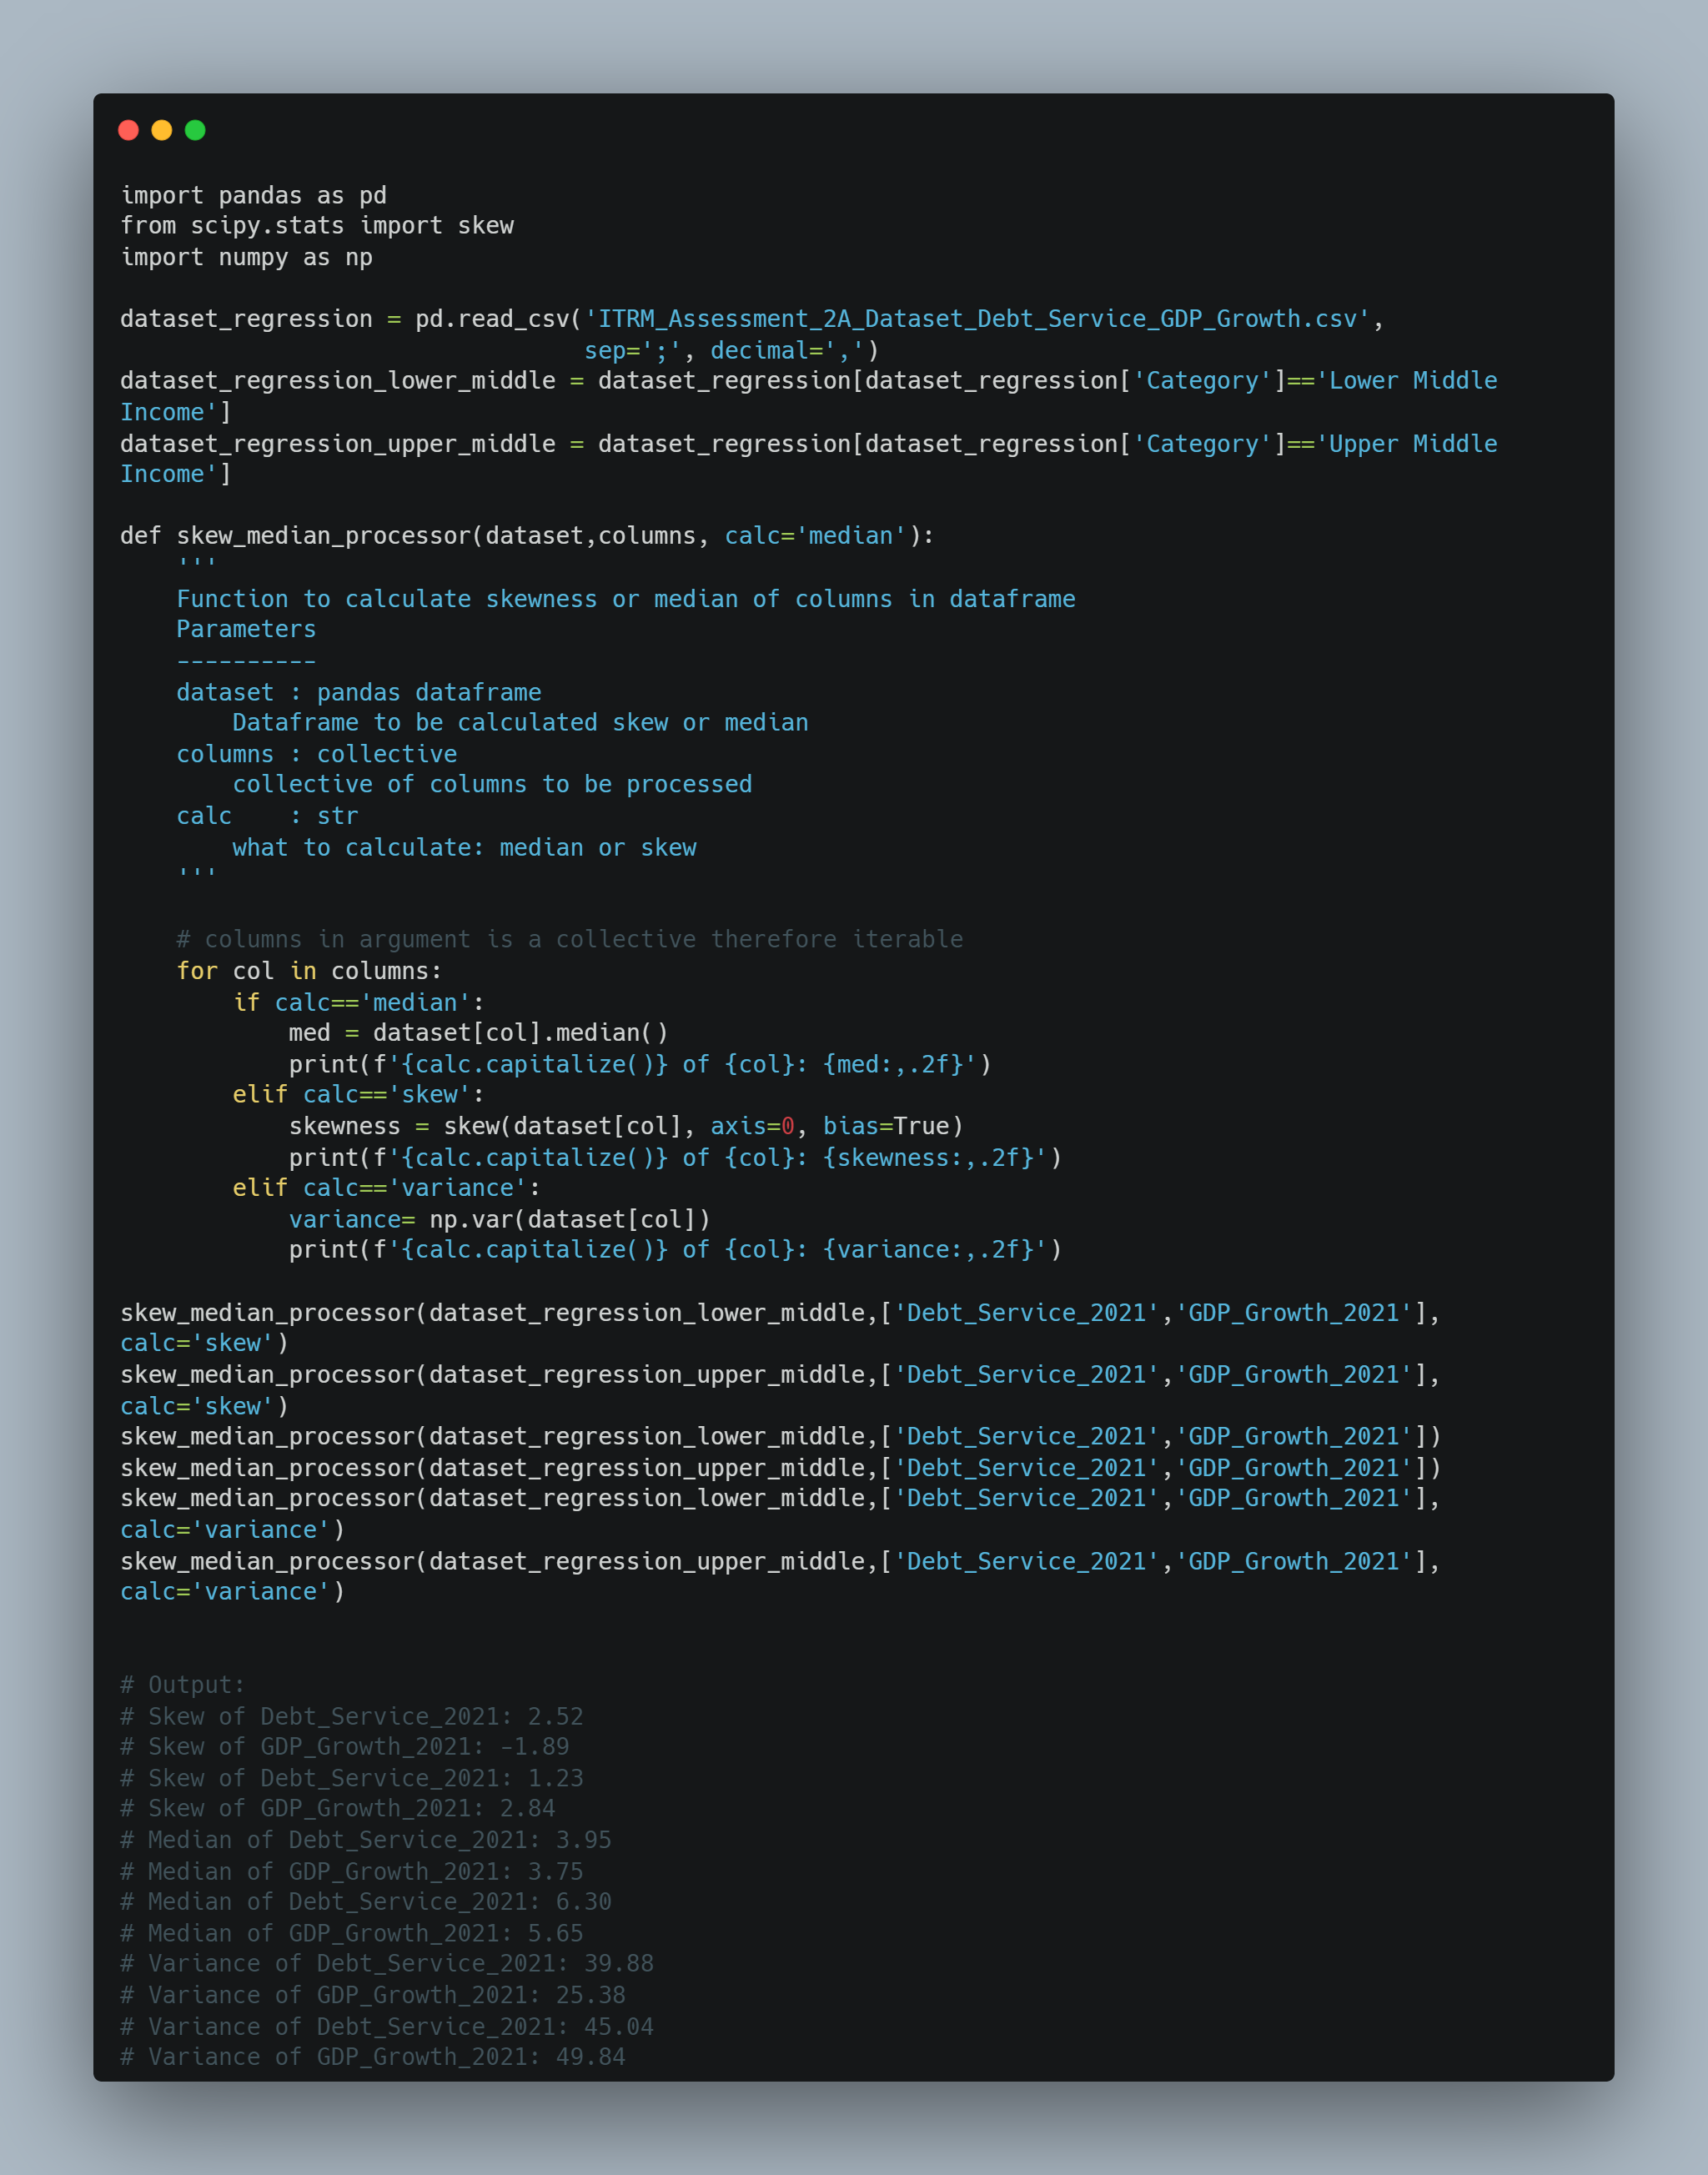 import pandas as pd
from scipy.stats import skew
import numpy as np

dataset_regression = pd.read_csv('ITRM_Assessment_2A_Dataset_Debt_Service_GDP_Growth.csv',
                                 sep=';', decimal=',')
dataset_regression_lower_middle = dataset_regression[dataset_regression['Category']=='Lower Middle
Income']
dataset_regression_upper_middle = dataset_regression[dataset_regression['Category']=='Upper Middle
Income']

def skew_median_processor(dataset,columns, calc='median'):
    '''
    Function to calculate skewness or median of columns in dataframe
    Parameters
    ----------
    dataset : pandas dataframe
        Dataframe to be calculated skew or median
    columns : collective
        collective of columns to be processed
    calc    : str
        what to calculate: median or skew
    '''

    # columns in argument is a collective therefore iterable
    for col in columns:
        if calc=='median':
            med = dataset[col].median()
            print(f'{calc.capitalize()} of {col}: {med:,.2f}')
        elif calc=='skew':
            skewness = skew(dataset[col], axis=0, bias=True)
            print(f'{calc.capitalize()} of {col}: {skewness:,.2f}')
        elif calc=='variance':
            variance= np.var(dataset[col])
            print(f'{calc.capitalize()} of {col}: {variance:,.2f}')

skew_median_processor(dataset_regression_lower_middle,['Debt_Service_2021','GDP_Growth_2021'],
calc='skew')
skew_median_processor(dataset_regression_upper_middle,['Debt_Service_2021','GDP_Growth_2021'],
calc='skew')
skew_median_processor(dataset_regression_lower_middle,['Debt_Service_2021','GDP_Growth_2021'])
skew_median_processor(dataset_regression_upper_middle,['Debt_Service_2021','GDP_Growth_2021'])
skew_median_processor(dataset_regression_lower_middle,['Debt_Service_2021','GDP_Growth_2021'],
calc='variance')
skew_median_processor(dataset_regression_upper_middle,['Debt_Service_2021','GDP_Growth_2021'],
calc='variance')

# Output:
# Skew of Debt_Service_2021: 2.52
# Skew of GDP_Growth_2021: -1.89
# Skew of Debt_Service_2021: 1.23
# Skew of GDP_Growth_2021: 2.84
# Median of Debt_Service_2021: 3.95
# Median of GDP_Growth_2021: 3.75
# Median of Debt_Service_2021: 6.30
# Median of GDP_Growth_2021: 5.65
# Variance of Debt_Service_2021: 39.88
# Variance of GDP_Growth_2021: 25.38
# Variance of Debt_Service_2021: 45.04
# Variance of GDP_Growth_2021: 49.84